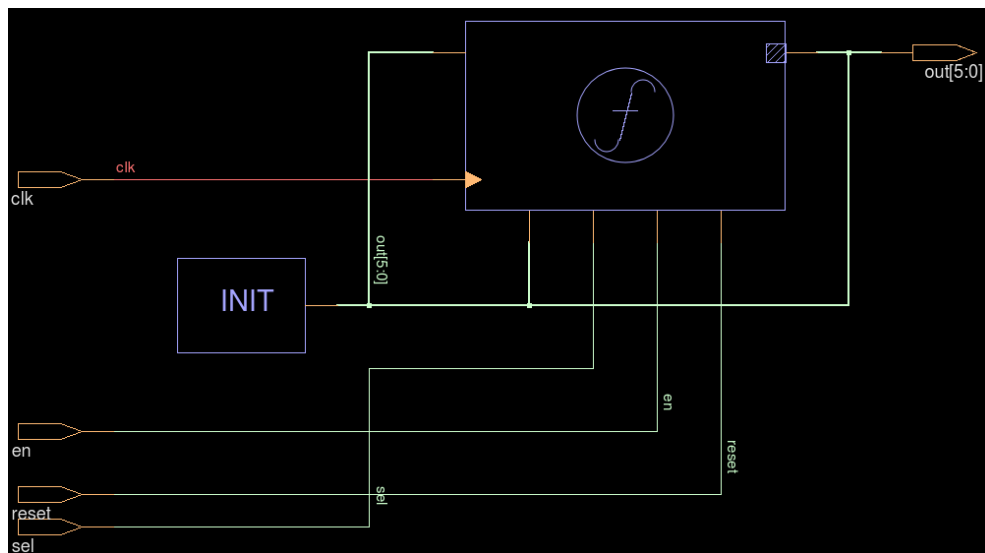 out[5:0]
clk
clk
out[5:0]
INIT
en
en
reset
reset
sel
sel